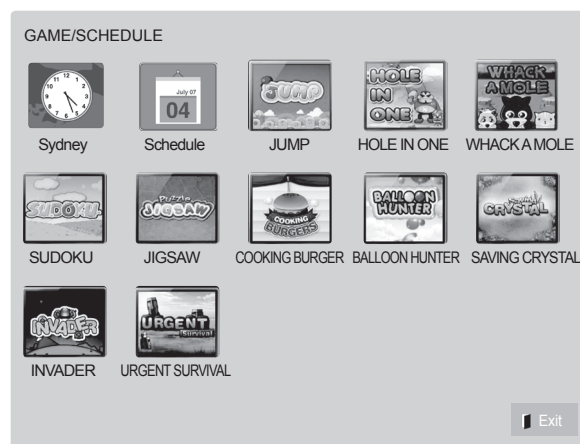 GAME/SCHEDULE
12
July 07
04
JUMP
HOLE
IN
ONE
WHACK
A MOLE
Sydney
Schedule
JUMP
HOLE IN ONE
WHACK A MOLE
SUDOKU
Puzzle
JIGSAW
COOKING
BURGERS
BALLOON
HUNTER
CRYSTAL
SUDOKU
JIGSAW
COOKING BURGER
BALLOON HUNTER
SAVING CRYSTAL
INVADER
URGENT
Survival
INVADER
URGENT SURVIVAL
Exit